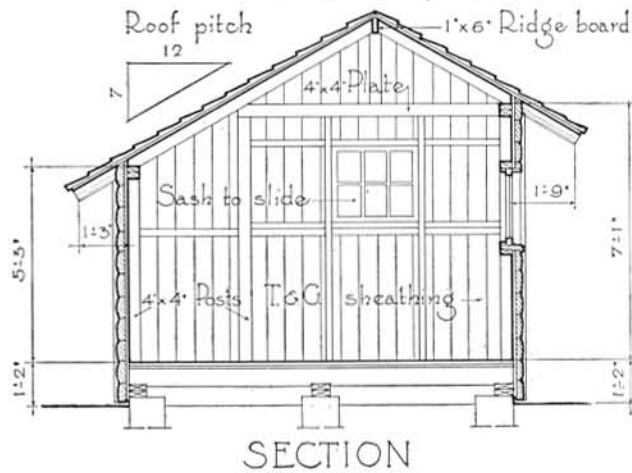 Roof pitch
12
7
1"x6" Ridge board
4"x4" Plate
Sash to slide
1'-3"
1'-9"
5'-3"
7'-1"
4"x4" Posts T.&G. sheathing
1'-2"
1'-2"
SECTION